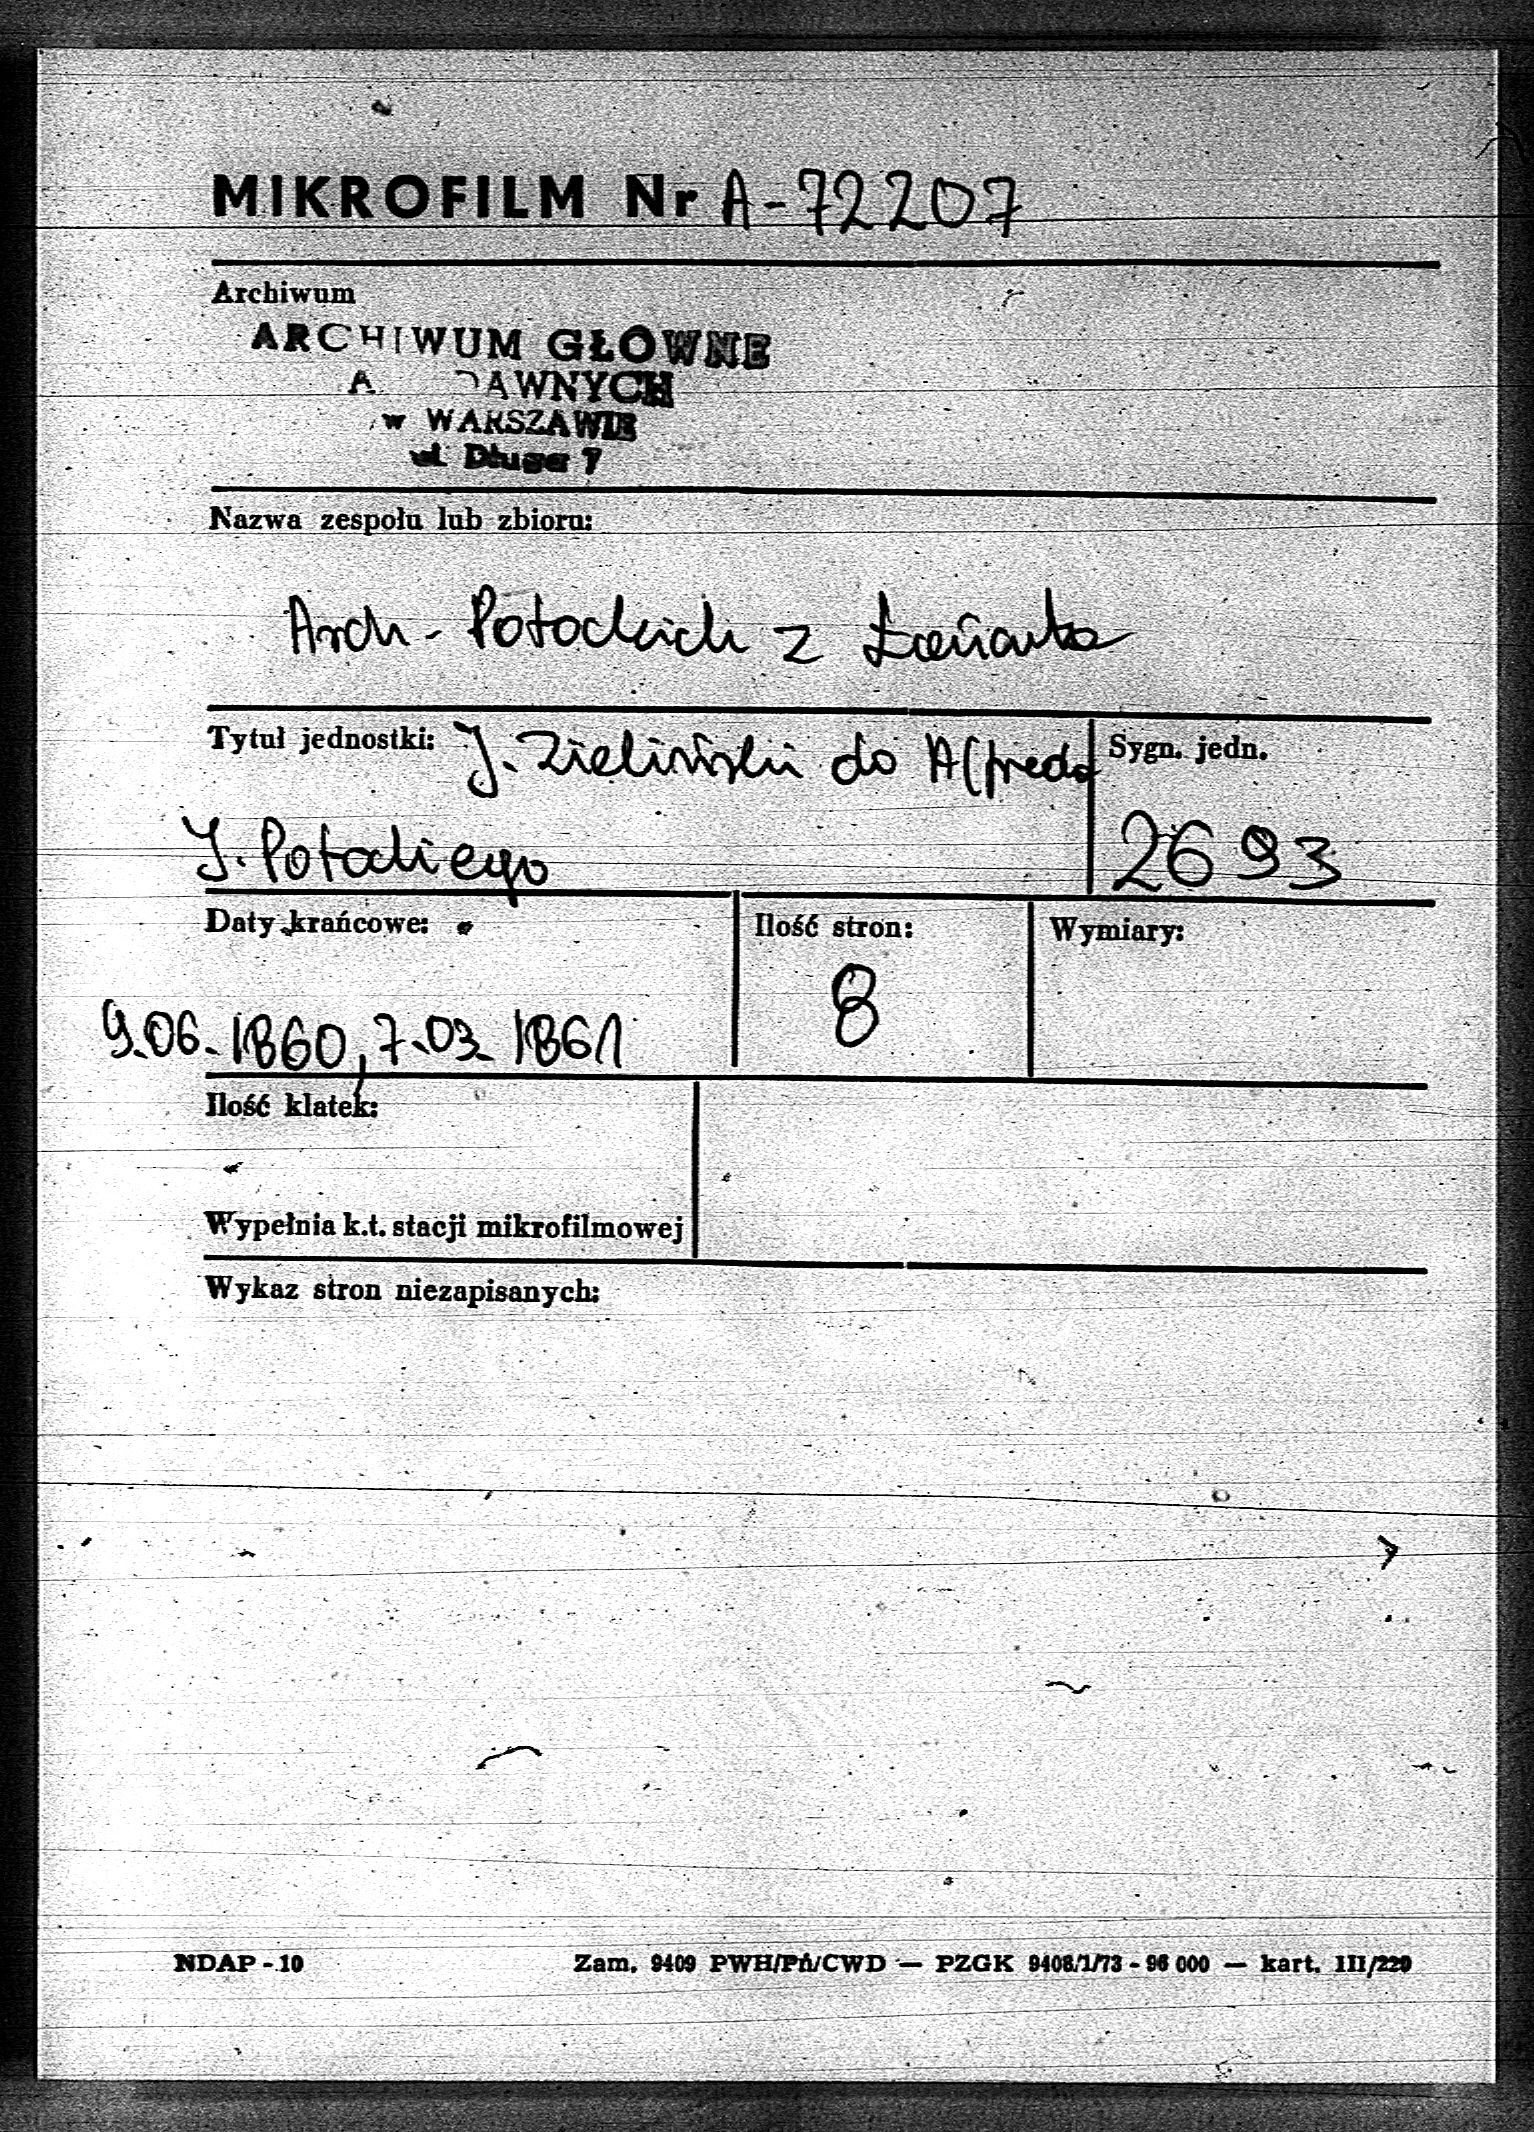 MIKROFILM Nr A-72207
Archiwum
ARCHIWUM GŁÓWNE
A DAWNYCH
w WARSZAWIE
ul. Długa 7
Nazwa zespołu lub zbioru:
Arch - Potockich z Łańcuta
Tytuł jednostki: J. Zieliński do Alfreda
Sygn. jedn.
J. Potockiego
2693
Daty krańcowe:
Ilość stron:
Wymiary:
9.06.1860, 7.03.1861
8
Ilość klatek:
Wypełnia k.t. stacji mikrofilmowej
Wykaz stron niezapisanych:
NDAP - 10
Zam. 9409 PWH/Pń/CWD — PZGK 9408/1/73 - 96 000 — kart. III/220